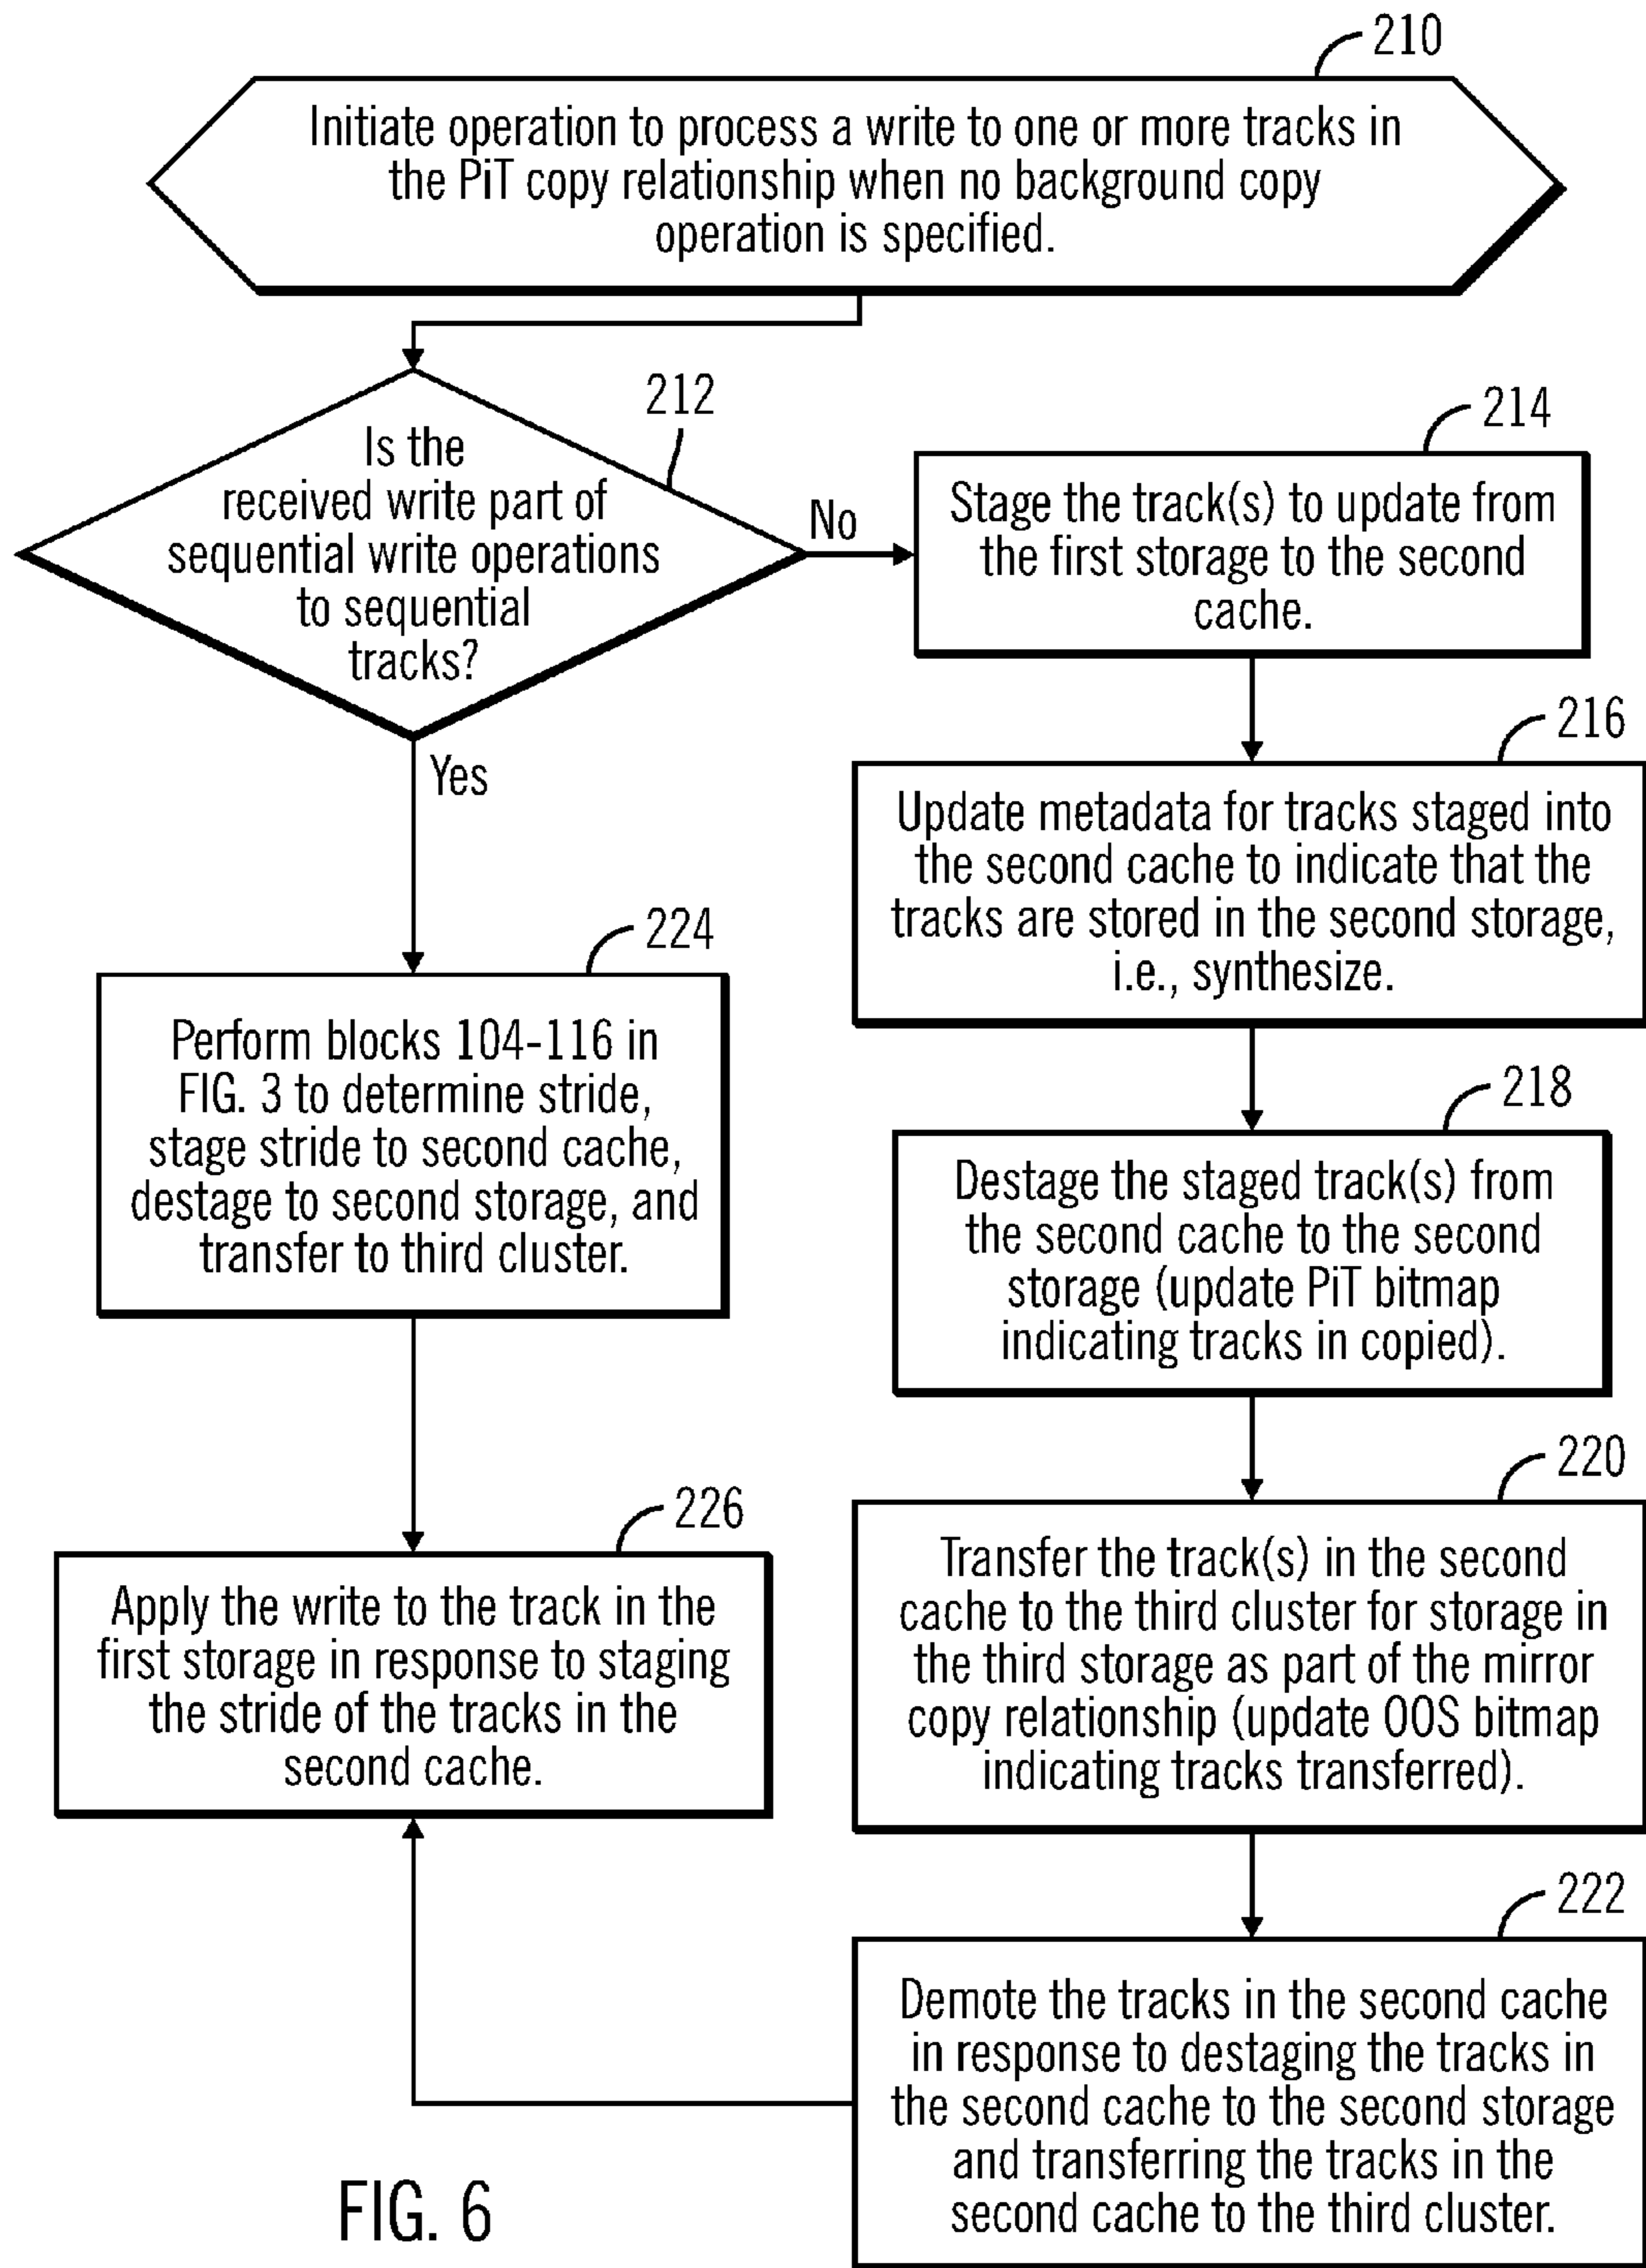 210
Initiate operation to process a write to one or more tracks in
the PiT copy relationship when no background copy
operation is specified.
212
Is the
received write part of
sequential write operations
to sequential
tracks?
No
Yes
214
Stage the track(s) to update from
the first storage to the second
cache.
216
Update metadata for tracks staged into
the second cache to indicate that the
tracks are stored in the second storage,
i.e., synthesize.
218
Destage the staged track(s) from
the second cache to the second
storage (update PiT bitmap
indicating tracks in copied).
220
Transfer the track(s) in the second
cache to the third cluster for storage in
the third storage as part of the mirror
copy relationship (update OOS bitmap
indicating tracks transferred).
222
Demote the tracks in the second cache
in response to destaging the tracks in
the second cache to the second storage
and transferring the tracks in the
second cache to the third cluster.
224
Perform blocks 104-116 in
FIG. 3 to determine stride,
stage stride to second cache,
destage to second storage, and
transfer to third cluster.
226
Apply the write to the track in the
first storage in response to staging
the stride of the tracks in the
second cache.
FIG. 6